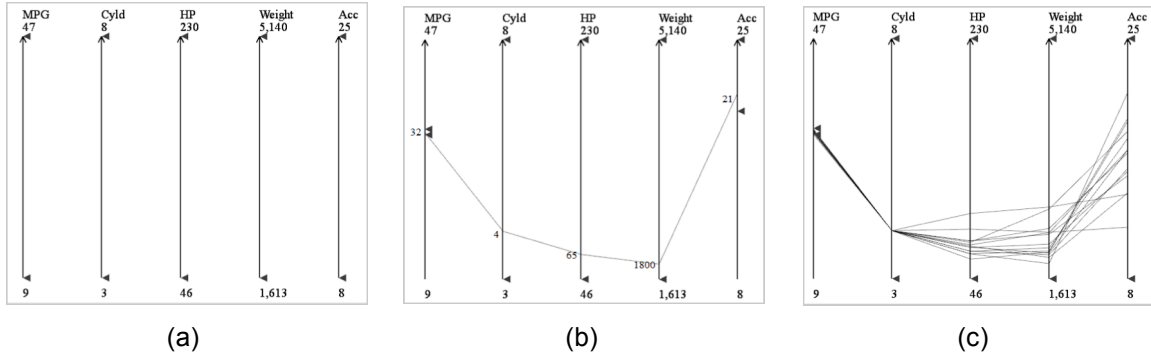 MPG Cyld HP Weight Acc
47 8 230 5,140 25
9 3 46 1,613 8
(a)
MPG Cyld HP Weight Acc
47 8 230 5,140 25
21
32
4
65
1800
9 3 46 1,613 8
(b)
MPG Cyld HP Weight Acc
47 8 230 5,140 25
9 3 46 1,613 8
(c)